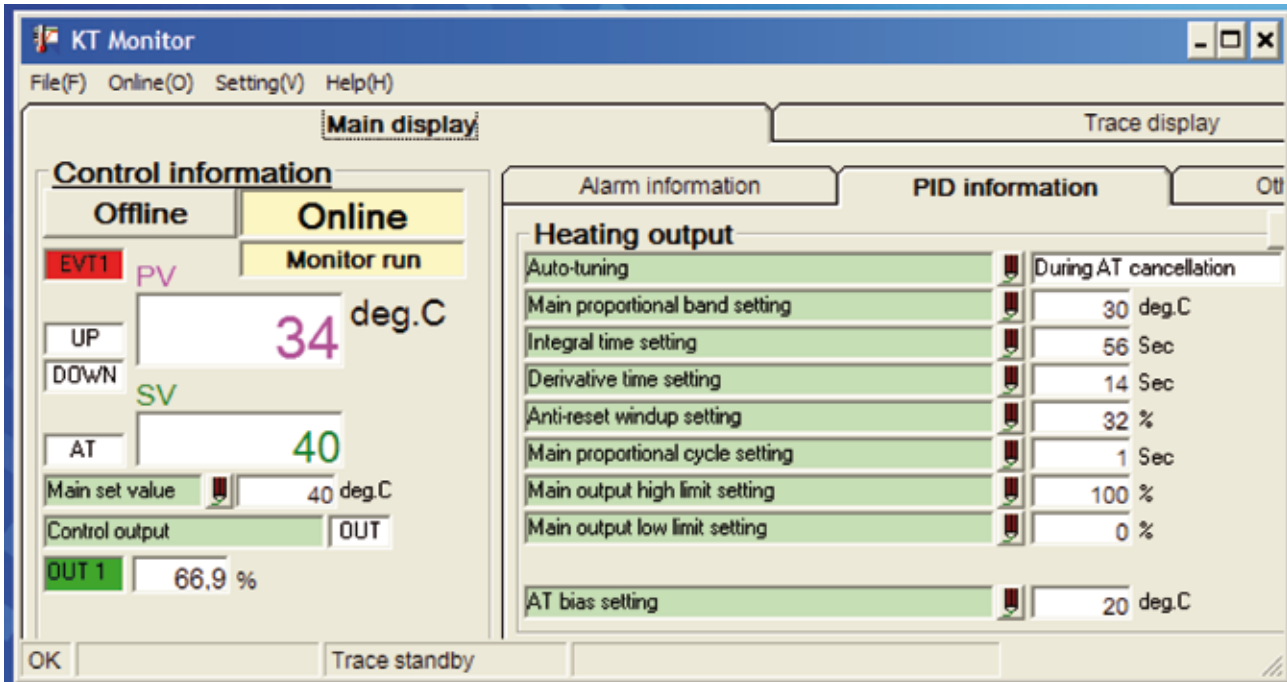 KT Monitor
File(F) Online(O) Setting(V) Help(H)
Main display
Trace display
Control information
Offline
Online
Monitor run
EVT1
PV
34 deg.C
UP
DOWN
SV
40
AT
Main set value 40 deg.C
Control output OUT
OUT 1 66,9 %
Alarm information
PID information
Heating output
Auto-tuning During AT cancellation
Main proportional band setting 30 deg.C
Integral time setting 56 Sec
Derivative time setting 14 Sec
Anti-reset windup setting 32 %
Main proportional cycle setting 1 Sec
Main output high limit setting 100 %
Main output low limit setting 0 %
AT bias setting 20 deg.C
OK
Trace standby